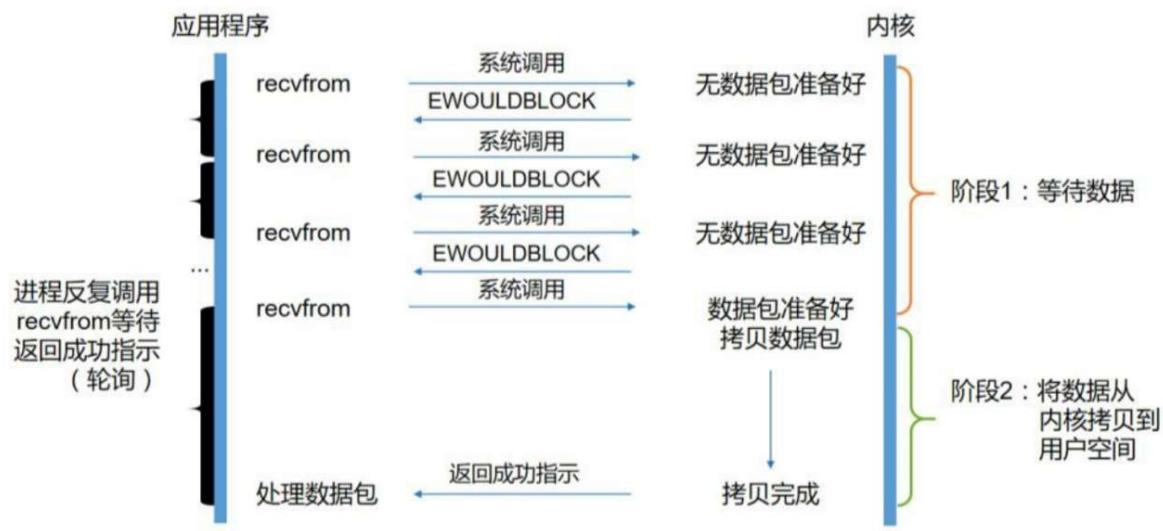 应用程序
内核
recvfrom
系统调用
无数据包准备好
EWOULDBLOCK
recvfrom
系统调用
无数据包准备好
EWOULDBLOCK
阶段1：等待数据
recvfrom
系统调用
无数据包准备好
EWOULDBLOCK
...
进程反复调用
recvfrom等待
返回成功指示
（轮询）
recvfrom
系统调用
数据包准备好
拷贝数据包
阶段2：将数据从
内核拷贝到
用户空间
处理数据包
返回成功指示
拷贝完成